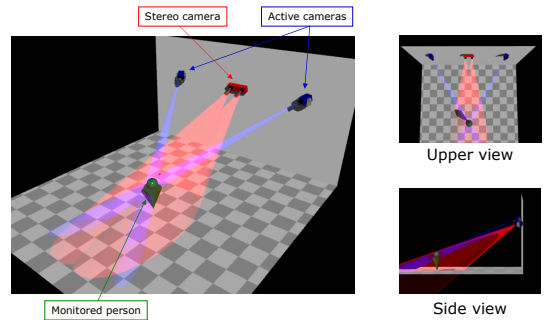 Stereo camera
Active cameras
Upper view
Side view
Monitored person